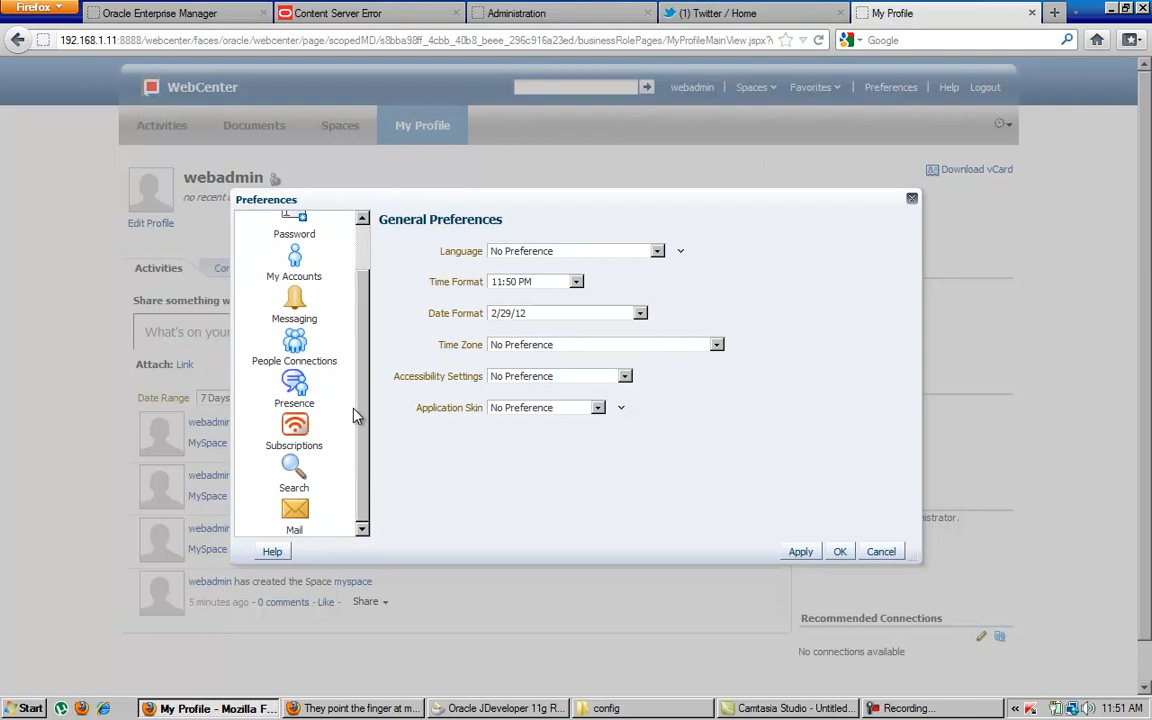 Firefox
Oracle Enterprise Manager
Content Server Error
Administration
(1) Twitter / Home
My Profile
192.168.1.11:8888/webcenter/faces/oracle/webcenter/page/scopedMD/s8bba98ff_4cbb_40b8_beee_296c916a23ed/businessRolePages/MyProfileMainView.jspx?
Google
WebCenter
webadmin
Spaces
Favorites
Preferences
Help
Logout
Activities
Documents
Spaces
My Profile
webadmin
no recent
Edit Profile
Download vCard
Activities
Share something w
What's on your
Attach: Link
Date Range 7 Days
webadmin
MySpace
webadmin
MySpace
webadmin
MySpace
webadmin has created the Space myspace
5 minutes ago - 0 comments - Like - Share
Preferences
Password
My Accounts
Messaging
People Connections
Presence
Subscriptions
Search
Mail
General Preferences
Language No Preference
Time Format 11:50 PM
Date Format 2/29/12
Time Zone No Preference
Accessibility Settings No Preference
Application Skin No Preference
Help
Apply
OK
Cancel
istrator.
Recommended Connections
No connections available
Start
My Profile - Mozilla F...
They point the finger at m...
Oracle JDeveloper 11g R...
config
Camtasia Studio - Untitled...
Recording...
11:51 AM